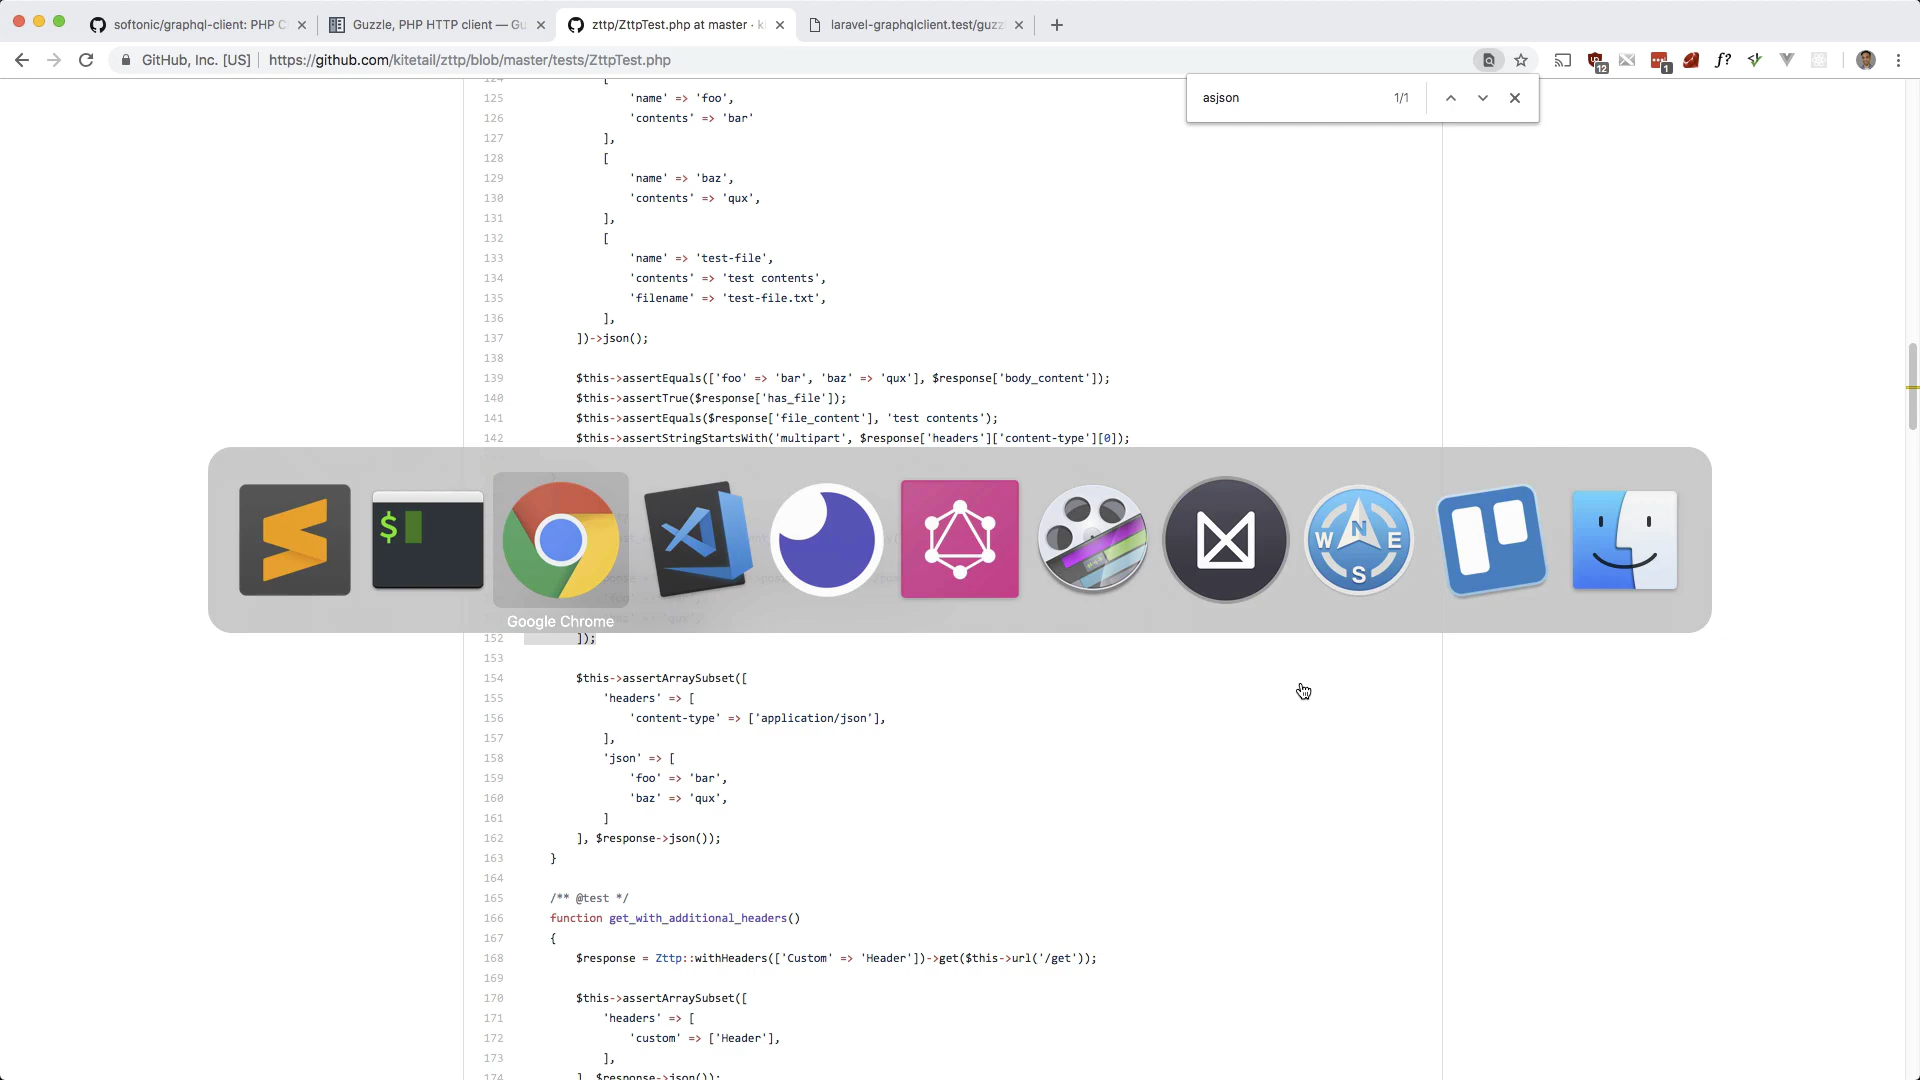 softonic/graphql-client: PHP C
Guzzle, PHP HTTP client — Gu
zttp/ZttpTest.php at master · k
laravel-graphqlclient.test/guzz
GitHub, Inc. [US]
https://github.com/kitetail/zttp/blob/master/tests/ZttpTest.php
12
1
f?
asjson
1/1
124 [
125 'name' => 'foo',
126 'contents' => 'bar'
127 ],
128 [
129 'name' => 'baz',
130 'contents' => 'qux',
131 ],
132 [
133 'name' => 'test-file',
134 'contents' => 'test contents',
135 'filename' => 'test-file.txt',
136 ],
137 ])->json();
138
139 $this->assertEquals(['foo' => 'bar', 'baz' => 'qux'], $response['body_content']);
140 $this->assertTrue($response['has_file']);
141 $this->assertEquals($response['file_content'], 'test contents');
142 $this->assertStringStartsWith('multipart', $response['headers']['content-type'][0]);
$
N
W E
S
Google Chrome
152 ]);
153
154 $this->assertArraySubset([
155 'headers' => [
156 'content-type' => ['application/json'],
157 ],
158 'json' => [
159 'foo' => 'bar',
160 'baz' => 'qux',
161 ]
162 ], $response->json());
163 }
164
165 /** @test */
166 function get_with_additional_headers()
167 {
168 $response = Zttp::withHeaders(['Custom' => 'Header'])->get($this->url('/get'));
169
170 $this->assertArraySubset([
171 'headers' => [
172 'custom' => ['Header'],
173 ],
174 ], $response->json());